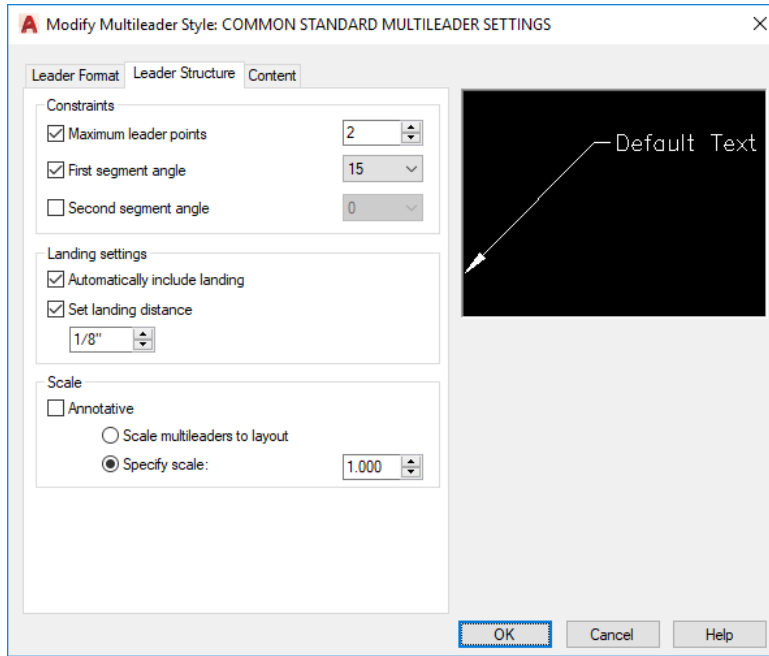 Modify Multileader Style: COMMON STANDARD MULTILEADER SETTINGS
Leader Format Leader Structure Content
Constraints
Maximum leader points 2
First segment angle 15
Second segment angle 0
Landing settings
Automatically include landing
Set landing distance
1/8"
Scale
Annotative
Scale multileaders to layout
Specify scale: 1.000
Default Text
OK Cancel Help